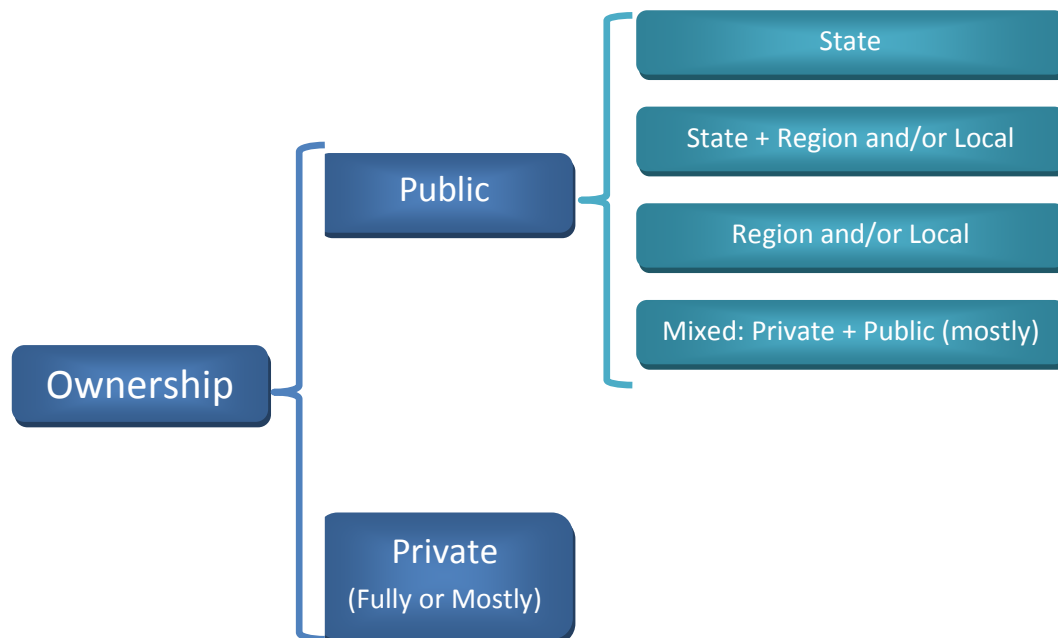 Ownership
Public
State
State + Region and/or Local
Region and/or Local
Mixed: Private + Public (mostly)
Private
(Fully or Mostly)